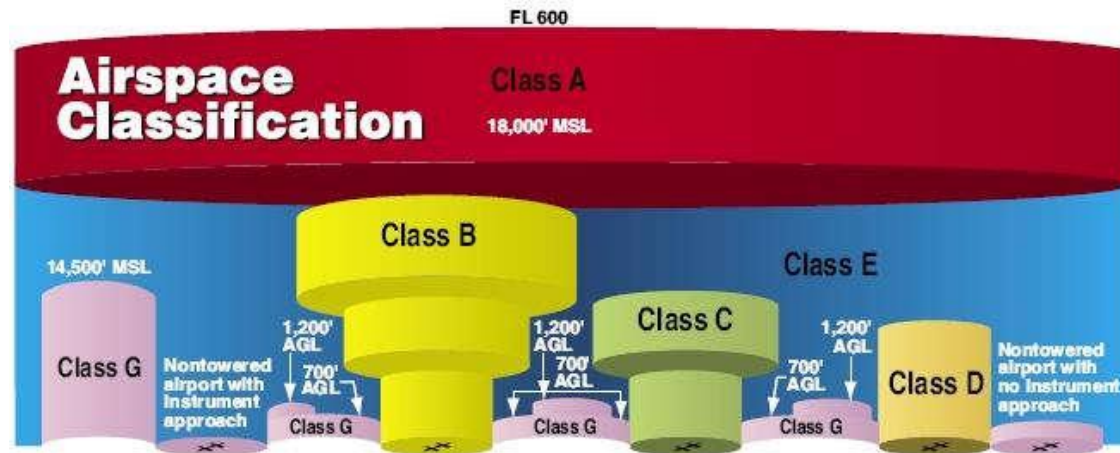 FL 600
Airspace
Classification
Class A
18,000' MSL
Class B
Class E
14,500' MSL
Class C
1,200'
AGL
1,200'
AGL
1,200'
AGL
Class G
Nontowered
airport with
Instrument
approach
700'
AGL
700'
AGL
700'
AGL
Class D
Nontowered
airport with
no Instrument
approach
Class G
Class G
Class G